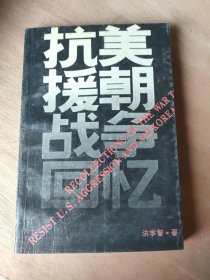 抗美
援朝
战争
回忆
RECOLLECTIONS OF THE WAR TO
RESIST U.S. AGGRESSION AND AID KOREA
洪学智·著